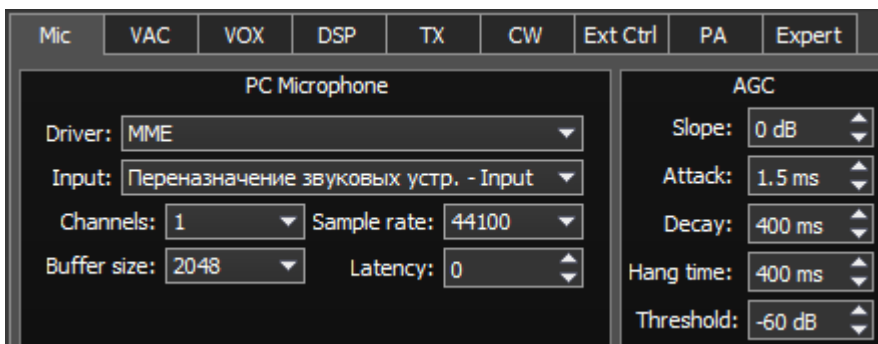 Mic VAC VOX DSP TX CW Ext Ctrl PA Expert
PC Microphone
Driver: MME
Input: Переназначение звуковых устр. - Input
Channels: 1 Sample rate: 44100
Buffer size: 2048 Latency: 0
AGC
Slope: 0 dB
Attack: 1.5 ms
Decay: 400 ms
Hang time: 400 ms
Threshold: -60 dB